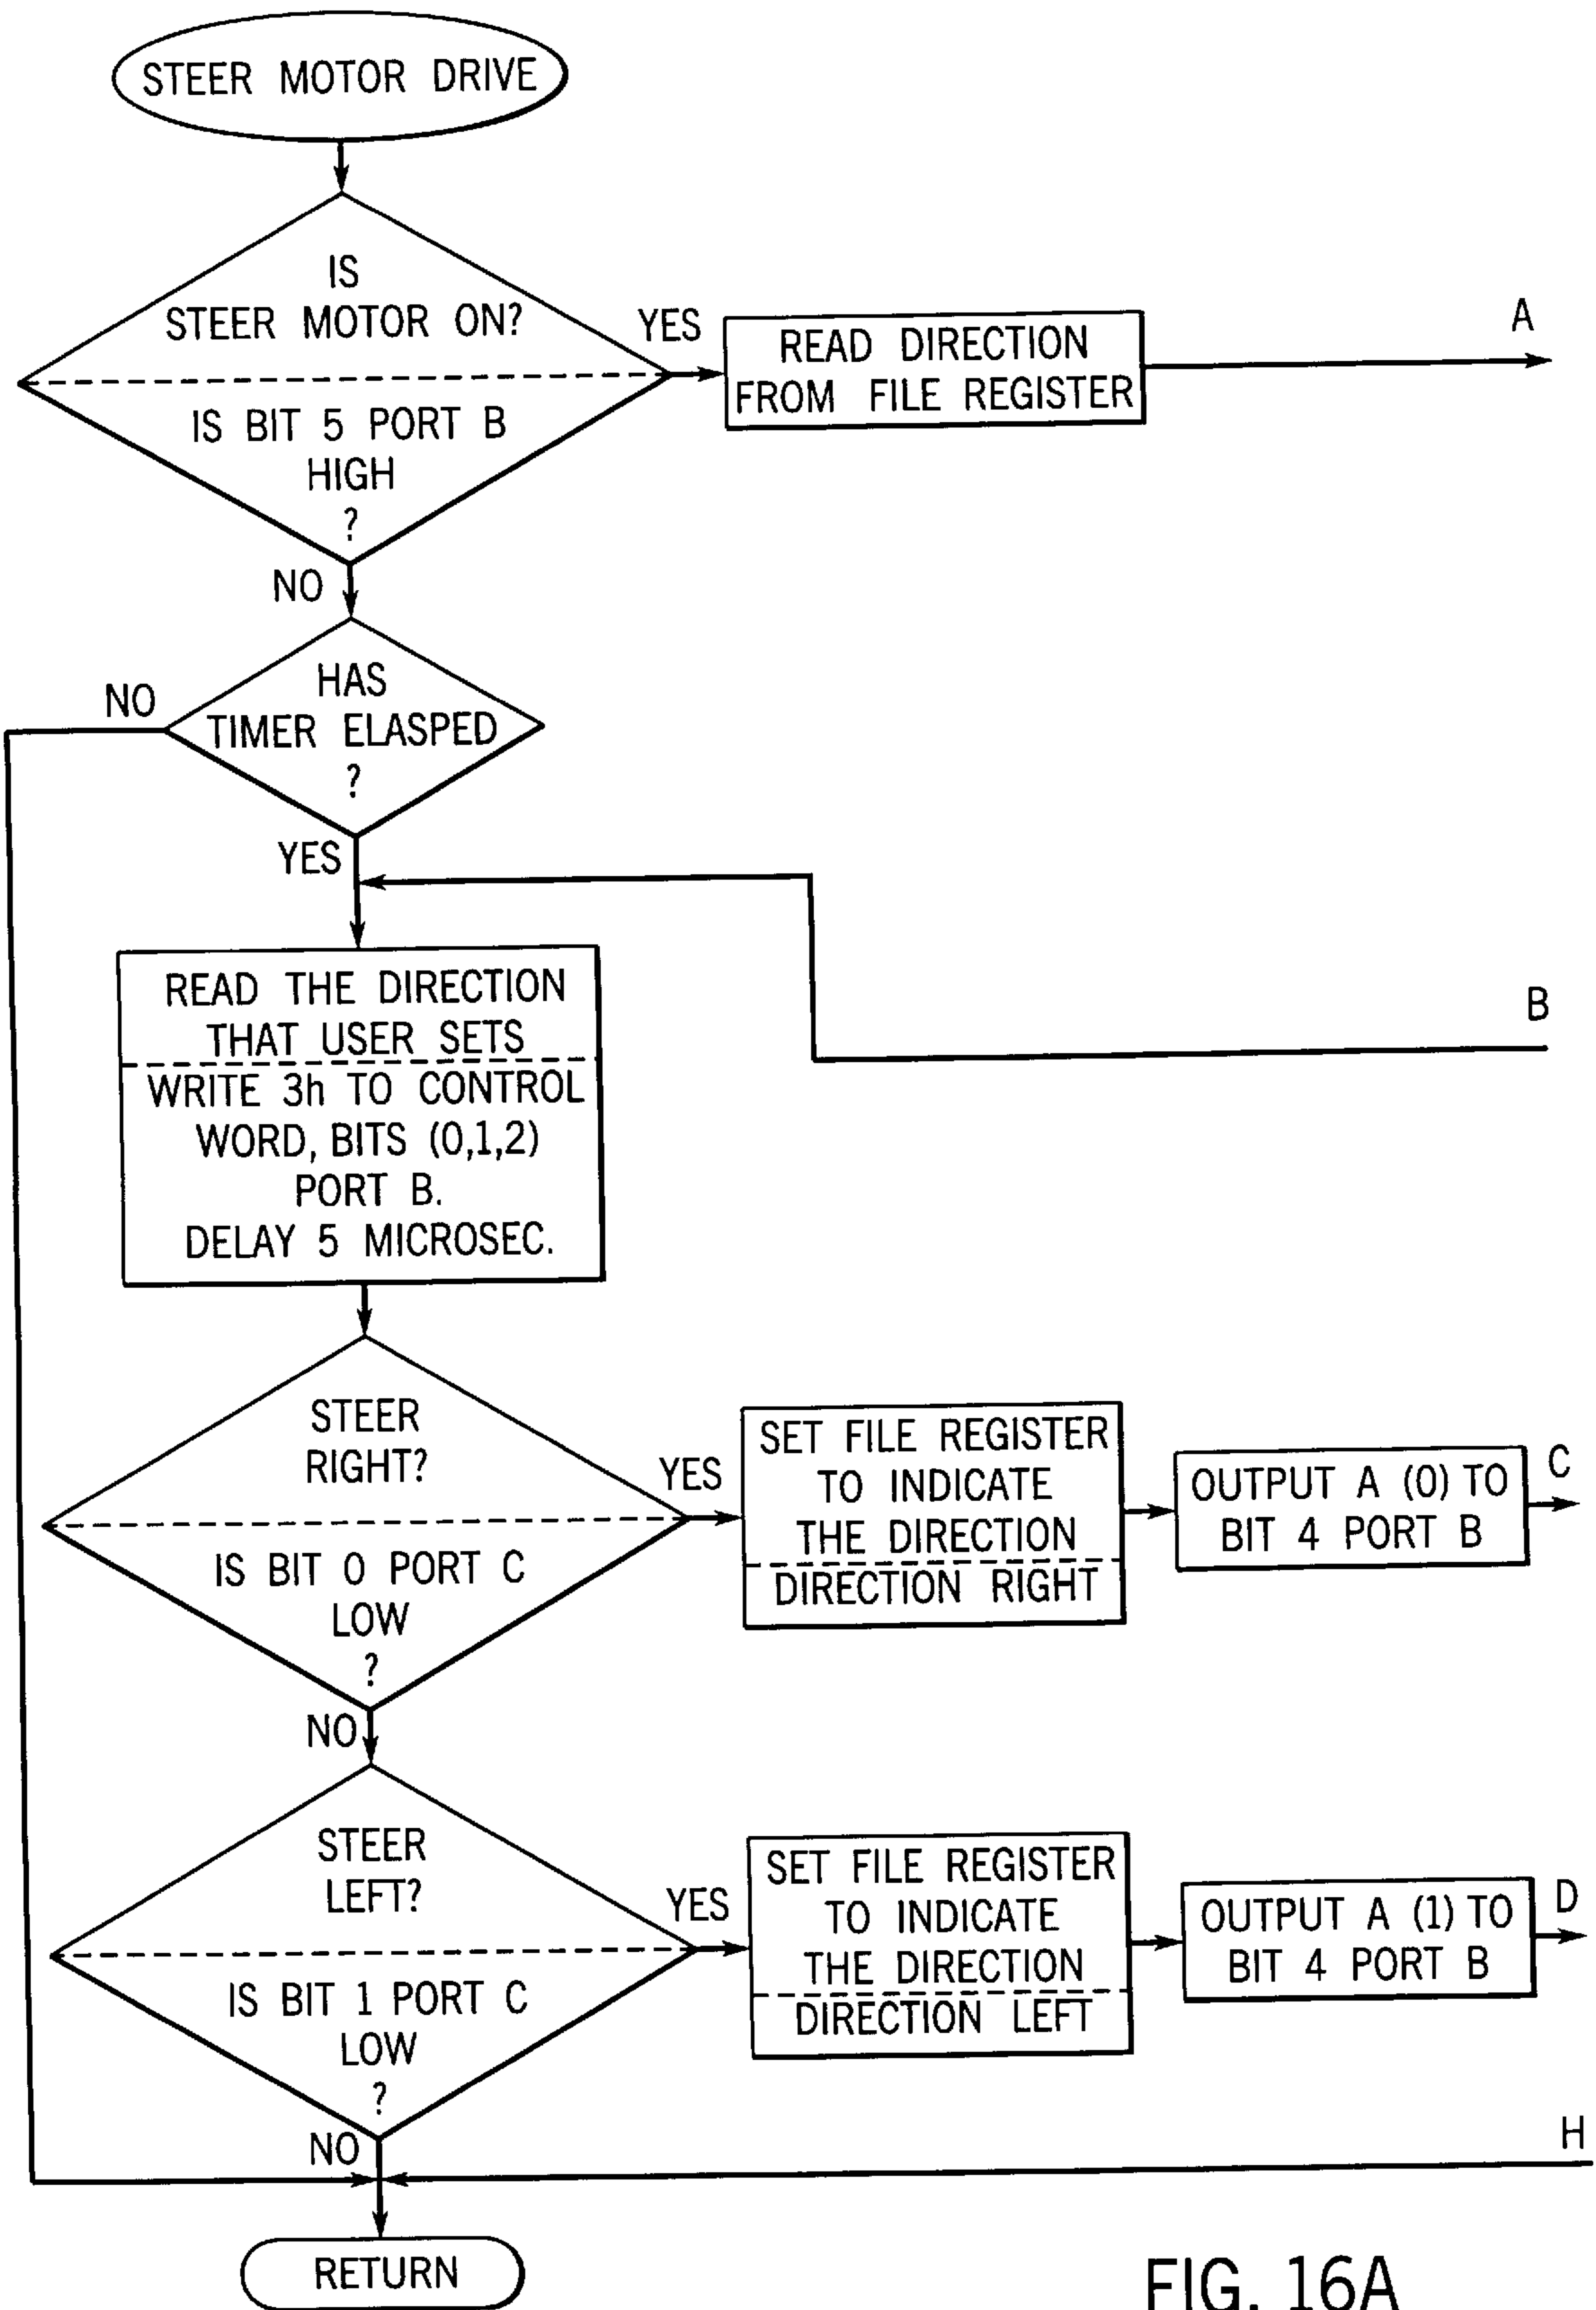 STEER MOTOR DRIVE
IS
STEER MOTOR ON?
IS BIT 5 PORT B
HIGH
?
YES
READ DIRECTION
FROM FILE REGISTER
A
NO
HAS
TIMER ELASPED
?
NO
YES
B
READ THE DIRECTION
THAT USER SETS
WRITE 3h TO CONTROL
WORD, BITS (0,1,2)
PORT B.
DELAY 5 MICROSEC.
STEER
RIGHT?
IS BIT 0 PORT C
LOW
?
YES
SET FILE REGISTER
TO INDICATE
THE DIRECTION
DIRECTION RIGHT
OUTPUT A (0) TO
BIT 4 PORT B
C
NO
STEER
LEFT?
IS BIT 1 PORT C
LOW
?
YES
SET FILE REGISTER
TO INDICATE
THE DIRECTION
DIRECTION LEFT
OUTPUT A (1) TO
BIT 4 PORT B
D
NO
H
RETURN
FIG. 16A